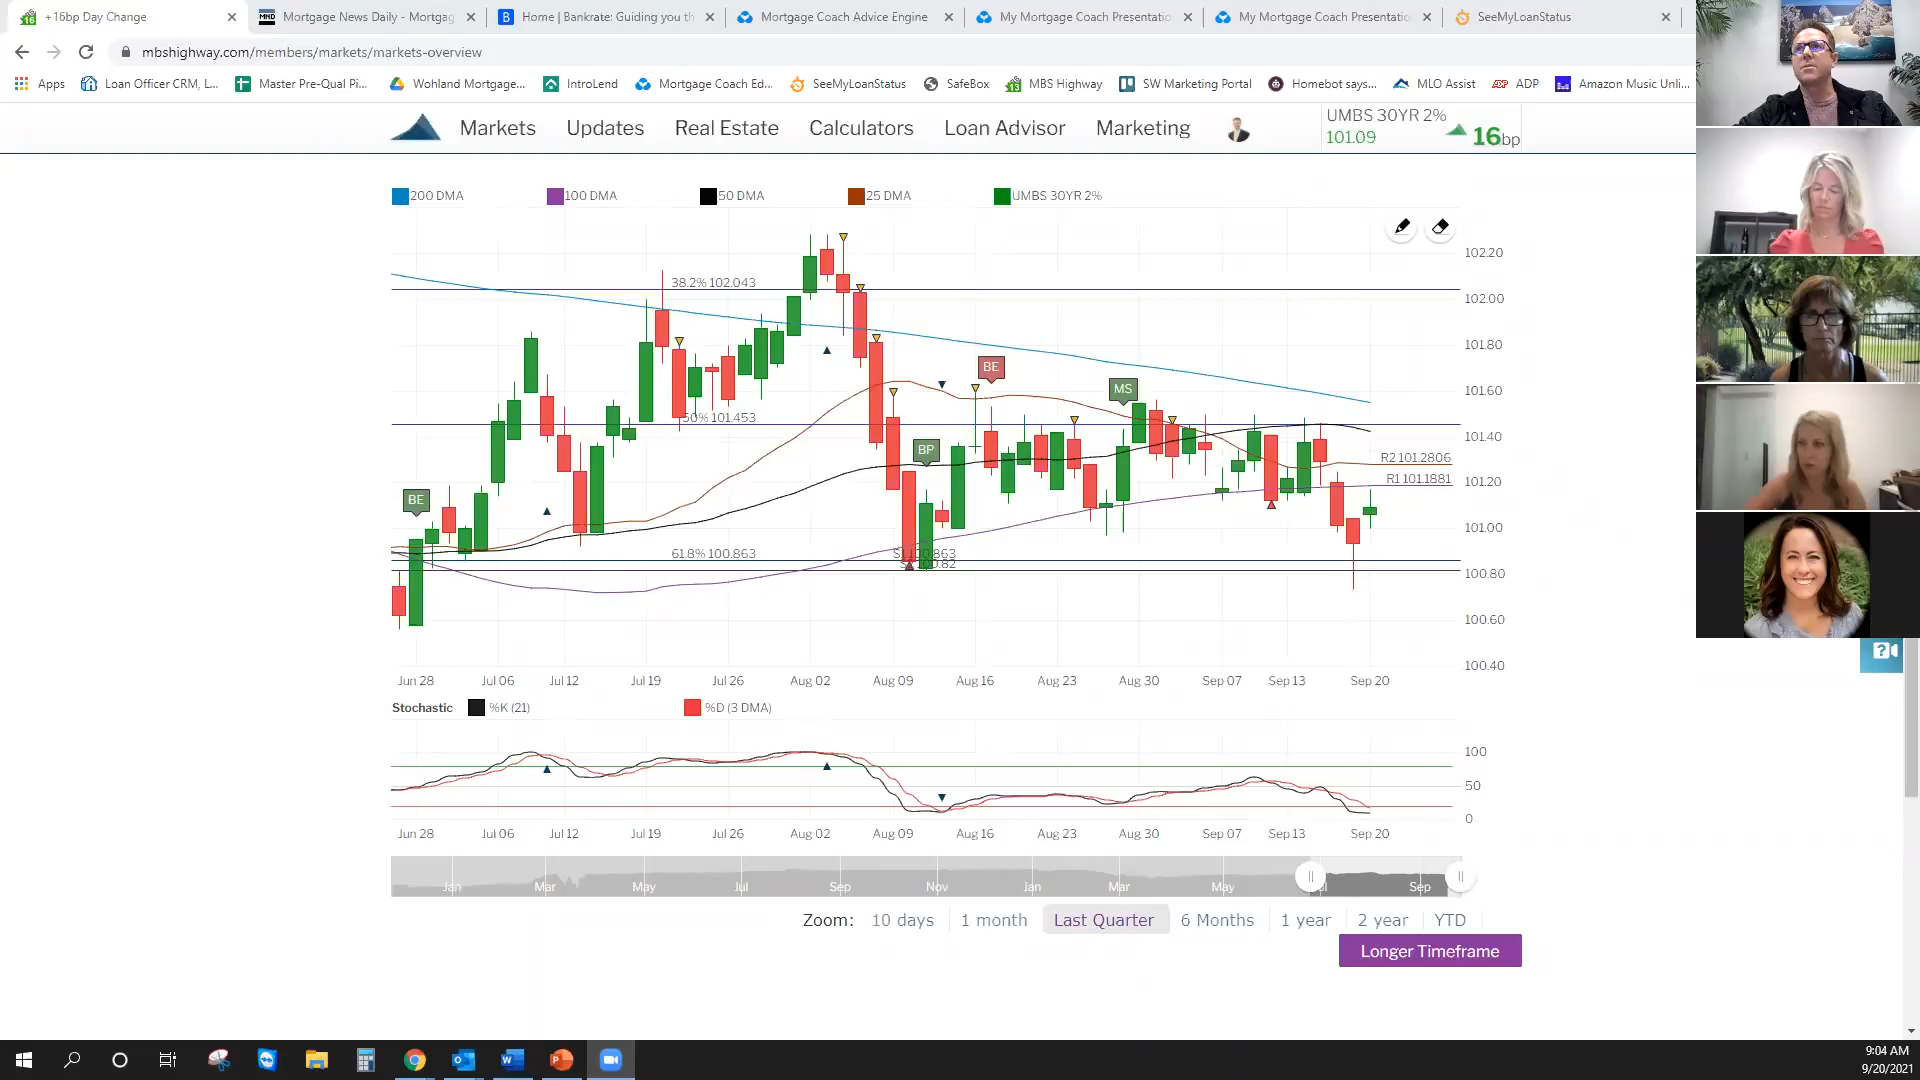 +16bp Day Change
Mortgage News Daily - Mortgag
Home | Bankrate: Guiding you th
Mortgage Coach Advice Engine
My Mortgage Coach Presentatio
My Mortgage Coach Presentatio
SeeMyLoanStatus
mbshighway.com/members/markets/markets-overview
Apps
Loan Officer CRM, L...
Master Pre-Qual Pi...
Wohland Mortgage...
IntroLend
Mortgage Coach Ed...
SeeMyLoanStatus
SafeBox
MBS Highway
SW Marketing Portal
Homebot says...
MLO Assist
ADP
Amazon Music Unli...
Markets Updates Real Estate Calculators Loan Advisor Marketing
UMBS 30YR 2%
101.09
16bp
200 DMA 100 DMA 50 DMA 25 DMA UMBS 30YR 2%
102.20
38.2% 102.043
102.00
101.80
BE
101.60
MS
50% 101.453
101.40
BP
R2 101.2806
R1 101.1881
101.20
BE
101.00
61.8% 100.863
S1 100.863
100.82
100.80
100.60
100.40
Jun 28 Jul 06 Jul 12 Jul 19 Jul 26 Aug 02 Aug 09 Aug 16 Aug 23 Aug 30 Sep 07 Sep 13 Sep 20
Stochastic %K (21) %D (3 DMA)
100
50
0
Jun 28 Jul 06 Jul 12 Jul 19 Jul 26 Aug 02 Aug 09 Aug 16 Aug 23 Aug 30 Sep 07 Sep 13 Sep 20
Jan Mar May Jul Sep Nov Jan Mar May Sep
Zoom: 10 days 1 month Last Quarter 6 Months 1 year 2 year YTD
Longer Timeframe
9:04 AM
9/20/2021